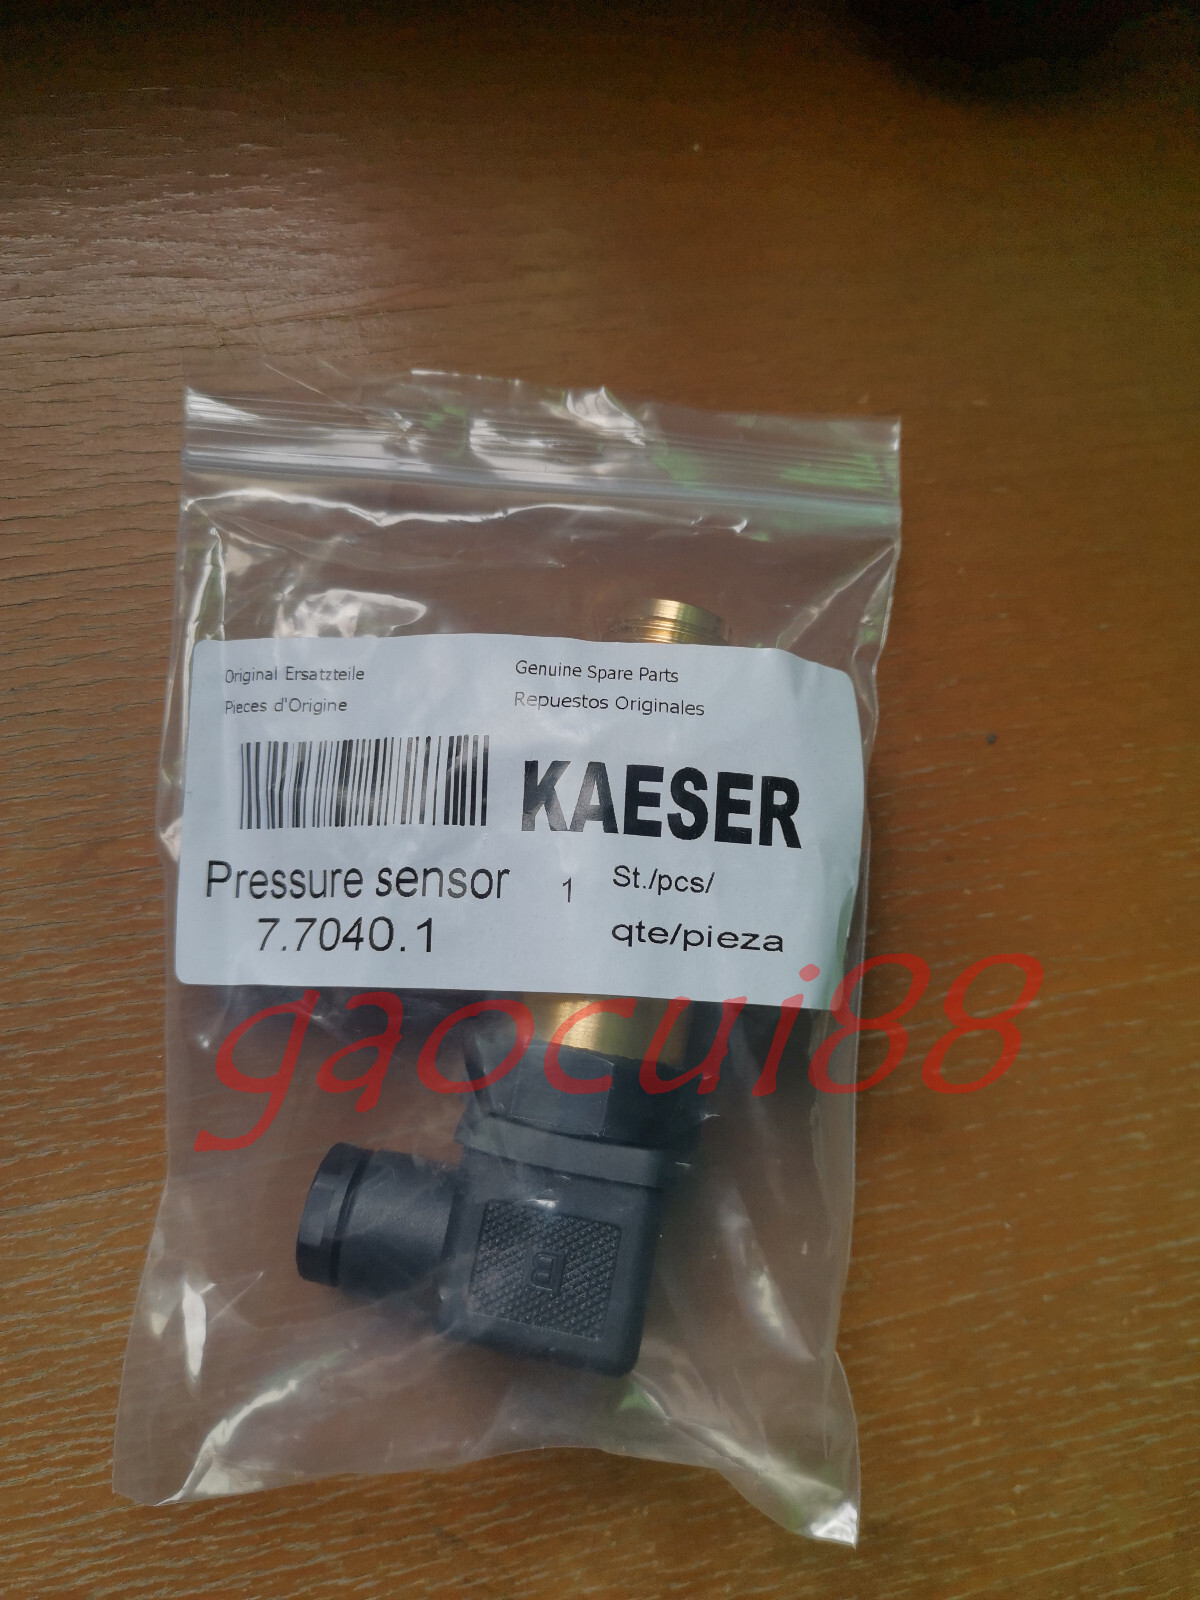 Original Ersatzteile
Pieces d'Origine
Genuine Spare Parts
Repuestos Originales
KAESER
Pressure sensor
7.7040.1
1
St./pcs/
qte/pieza
gaocui88
B